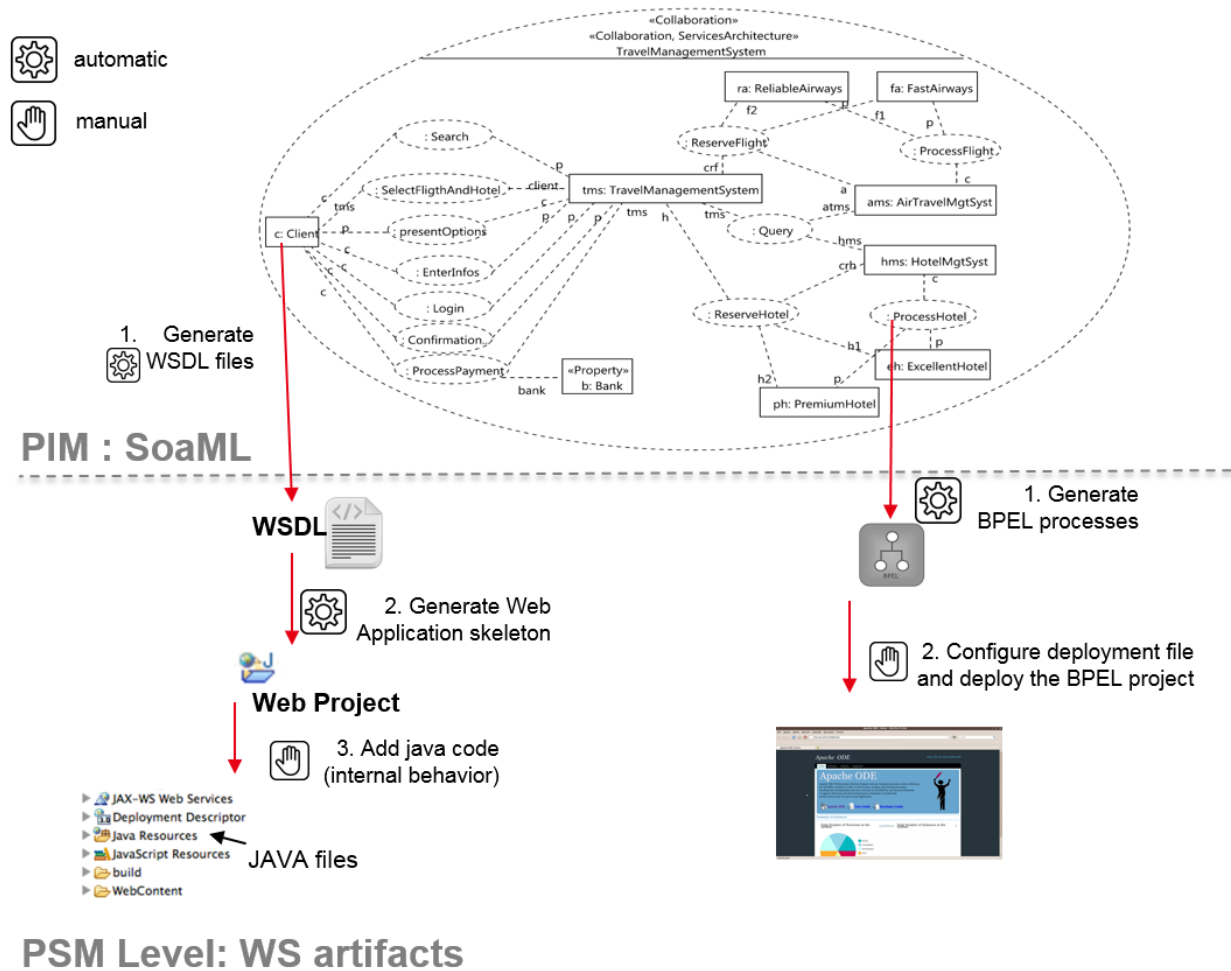 «Collaboration»
«Collaboration, ServicesArchitecture»
TravelManagementSystem
automatic
manual
ra: ReliableAirways
fa: FastAirways
f2
p
f1
p
: Search
: ReserveFlight
: ProcessFlight
p
crf
c
: SelectFligthAndHotel
client
tms: TravelManagementSystem
a
ams: AirTravelMgtSyst
c
tms
c
atms
p
p
p
p
tms
h
tms
c: Client
: presentOptions
: Query
hms
c
hms: HotelMgtSyst
crh
c
: EnterInfos
c
c
c
: Login
: ReserveHotel
: ProcessHotel
1. Generate
WSDL files
: Confirmation..
h1
p
: ProcessPayment
«Property»
b: Bank
eh: ExcellentHotel
bank
h2
p
ph: PremiumHotel
PIM : SoaML
WSDL
</>
1. Generate
BPEL processes
BPEL
2. Generate Web
Application skeleton
2. Configure deployment file
and deploy the BPEL project
J
Web Project
3. Add java code
(internal behavior)
Apache ODE
Apache ODE
JAX-WS Web Services
Deployment Descriptor
Java Resources
JavaScript Resources
JAVA files
build
WebContent
PSM Level: WS artifacts